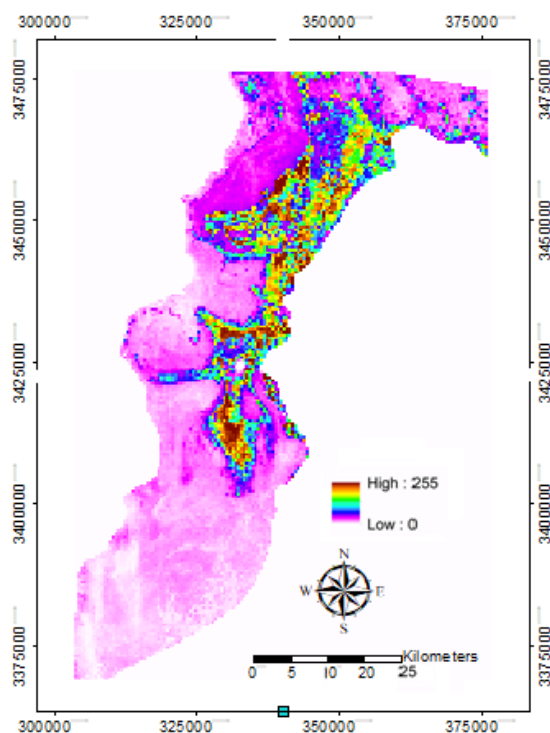 300000 325000 350000 375000
3475000 3475000
3450000 3450000
3425000 3425000
High : 255
Low : 0
3400000 3400000
N
W E
S
3375000 3375000
Kilometers
0 5 10 20 25
300000 325000 350000 375000